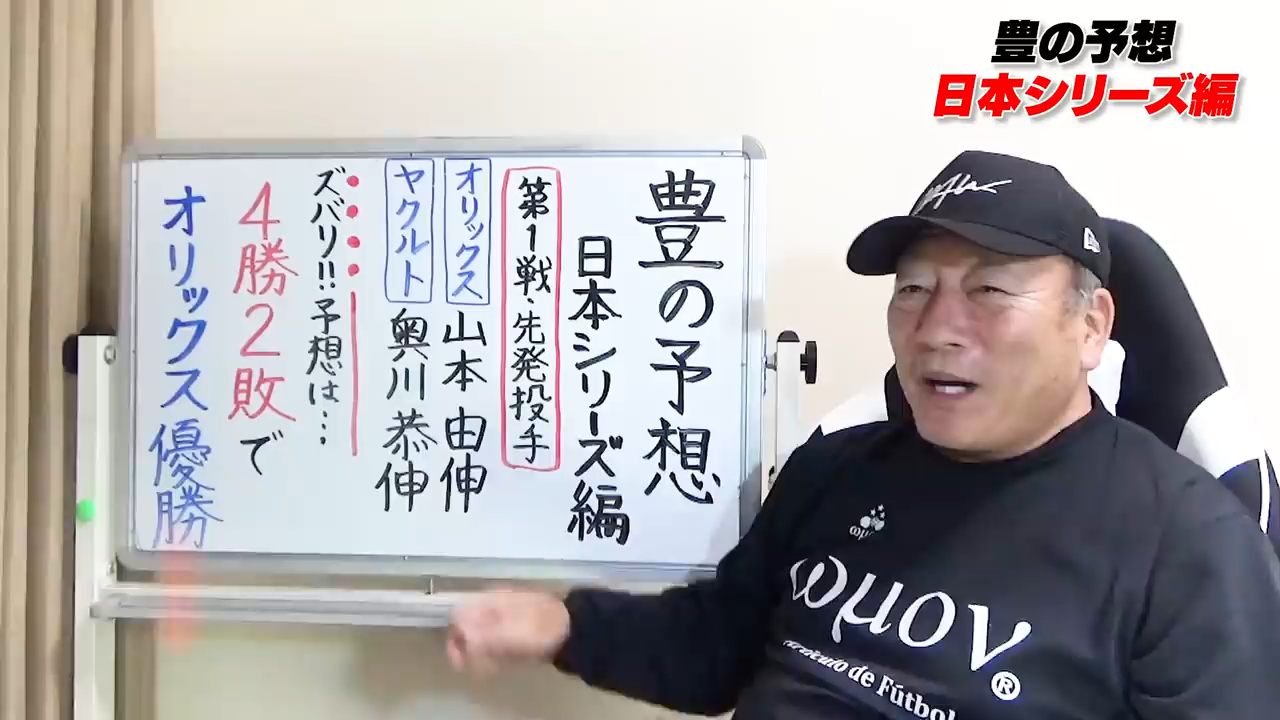 豊の予想
日本シリーズ編
豊の予想
日本シリーズ編
第1戦・先発投手
オリックス 山本 由伸
ヤクルト 奥川 恭伸
ズバリ!!予想は…
4勝2敗で
オリックス優勝
ωμον®
de Fútbol